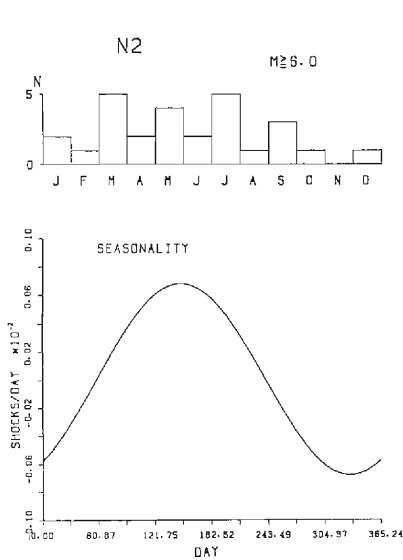 N2
M≧6.0
N
5
0
J F M A M J J A S O N D
SEASONALITY
0.10
0.06
0.02
-0.02
-0.06
-0.10
SHOCKS/DAY ×10⁻²
0.00 60.87 121.75 182.62 243.49 304.37 365.24
DAY